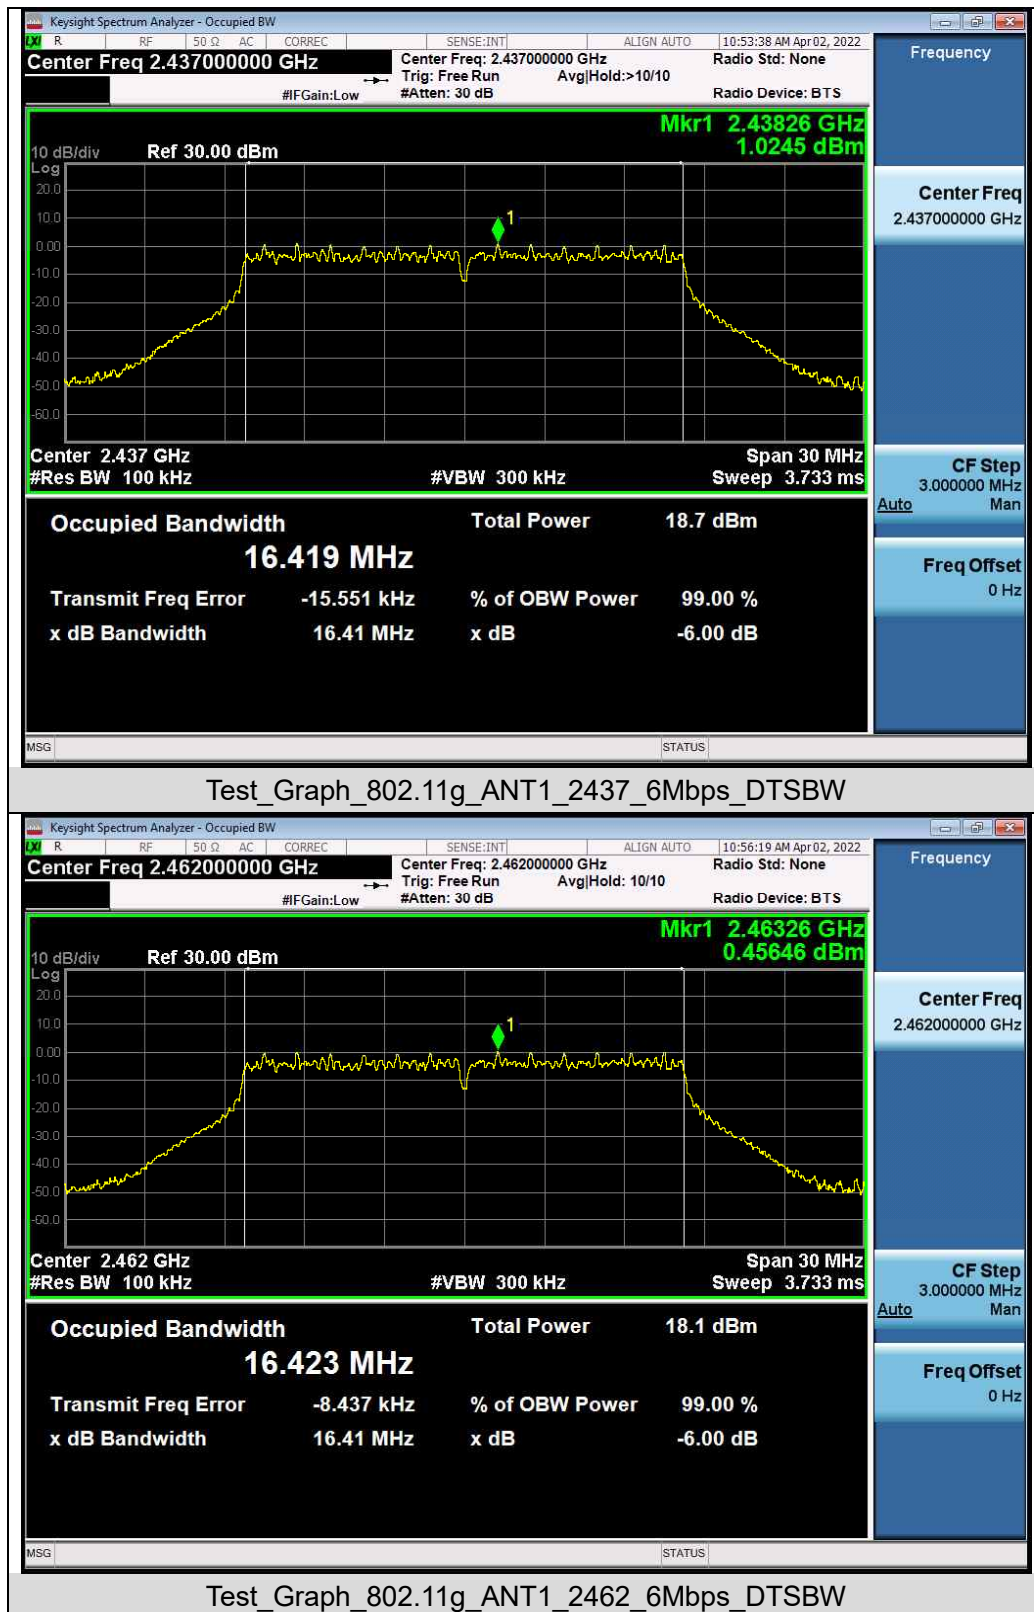 Keysight Spectrum Analyzer - Occupied BW
LXI R RF 50 Ω AC CORREC SENSE:INT ALIGN AUTO 10:53:38 AM Apr 02, 2022
Center Freq 2.437000000 GHz
Center Freq: 2.437000000 GHz Radio Std: None
Trig: Free Run Avg|Hold:>10/10
#IFGain:Low #Atten: 30 dB Radio Device: BTS
Frequency
Mkr1 2.43826 GHz
1.0245 dBm
10 dB/div Ref 30.00 dBm
Log
20.0
10.0
0.00
-10.0
-20.0
-30.0
-40.0
-50.0
-60.0
1
Center 2.437 GHz Span 30 MHz
#Res BW 100 kHz #VBW 300 kHz Sweep 3.733 ms
Center Freq
2.437000000 GHz
CF Step
3.000000 MHz
Auto Man
Freq Offset
0 Hz
Occupied Bandwidth Total Power 18.7 dBm
16.419 MHz
Transmit Freq Error -15.551 kHz % of OBW Power 99.00 %
x dB Bandwidth 16.41 MHz x dB -6.00 dB
MSG STATUS
Test_Graph_802.11g_ANT1_2437_6Mbps_DTSBW
Keysight Spectrum Analyzer - Occupied BW
LXI R RF 50 Ω AC CORREC SENSE:INT ALIGN AUTO 10:56:19 AM Apr 02, 2022
Center Freq 2.462000000 GHz
Center Freq: 2.462000000 GHz Radio Std: None
Trig: Free Run Avg|Hold: 10/10
#IFGain:Low #Atten: 30 dB Radio Device: BTS
Frequency
Mkr1 2.46326 GHz
0.45646 dBm
10 dB/div Ref 30.00 dBm
Log
20.0
10.0
0.00
-10.0
-20.0
-30.0
-40.0
-50.0
-60.0
1
Center 2.462 GHz Span 30 MHz
#Res BW 100 kHz #VBW 300 kHz Sweep 3.733 ms
Center Freq
2.462000000 GHz
CF Step
3.000000 MHz
Auto Man
Freq Offset
0 Hz
Occupied Bandwidth Total Power 18.1 dBm
16.423 MHz
Transmit Freq Error -8.437 kHz % of OBW Power 99.00 %
x dB Bandwidth 16.41 MHz x dB -6.00 dB
MSG STATUS
Test_Graph_802.11g_ANT1_2462_6Mbps_DTSBW